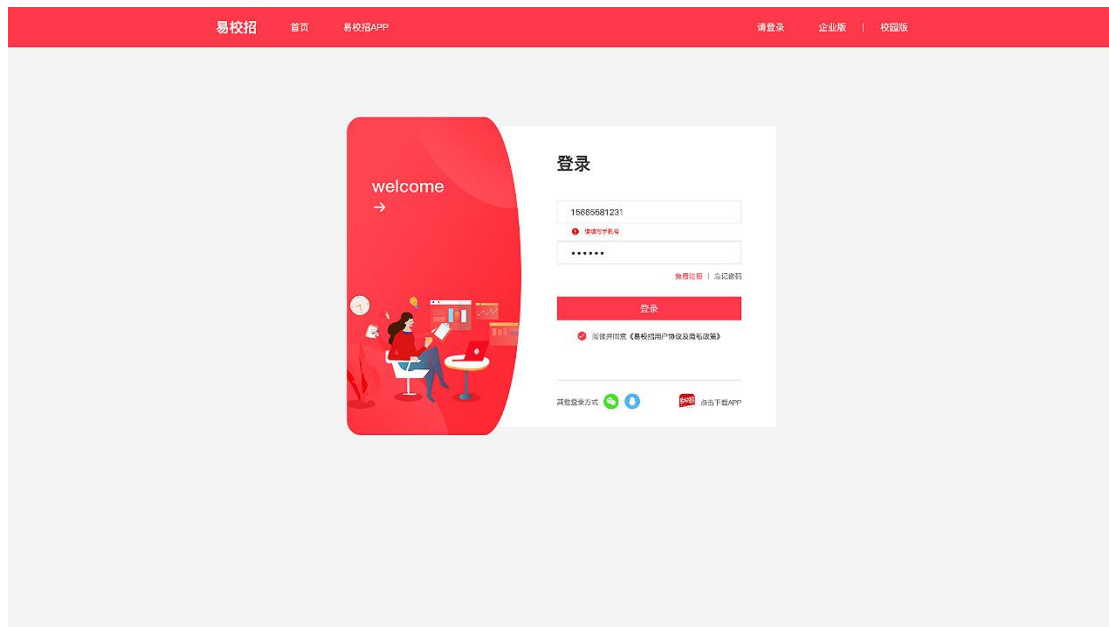 易校招 首页 易校招APP 请登录 企业版 | 校园版
welcome
登录
15685581231
请填写手机号
••••••
免费注册 | 忘记密码
登录
阅读并同意《易校招用户协议及隐私政策》
其他登录方式 易校招 点击下载APP